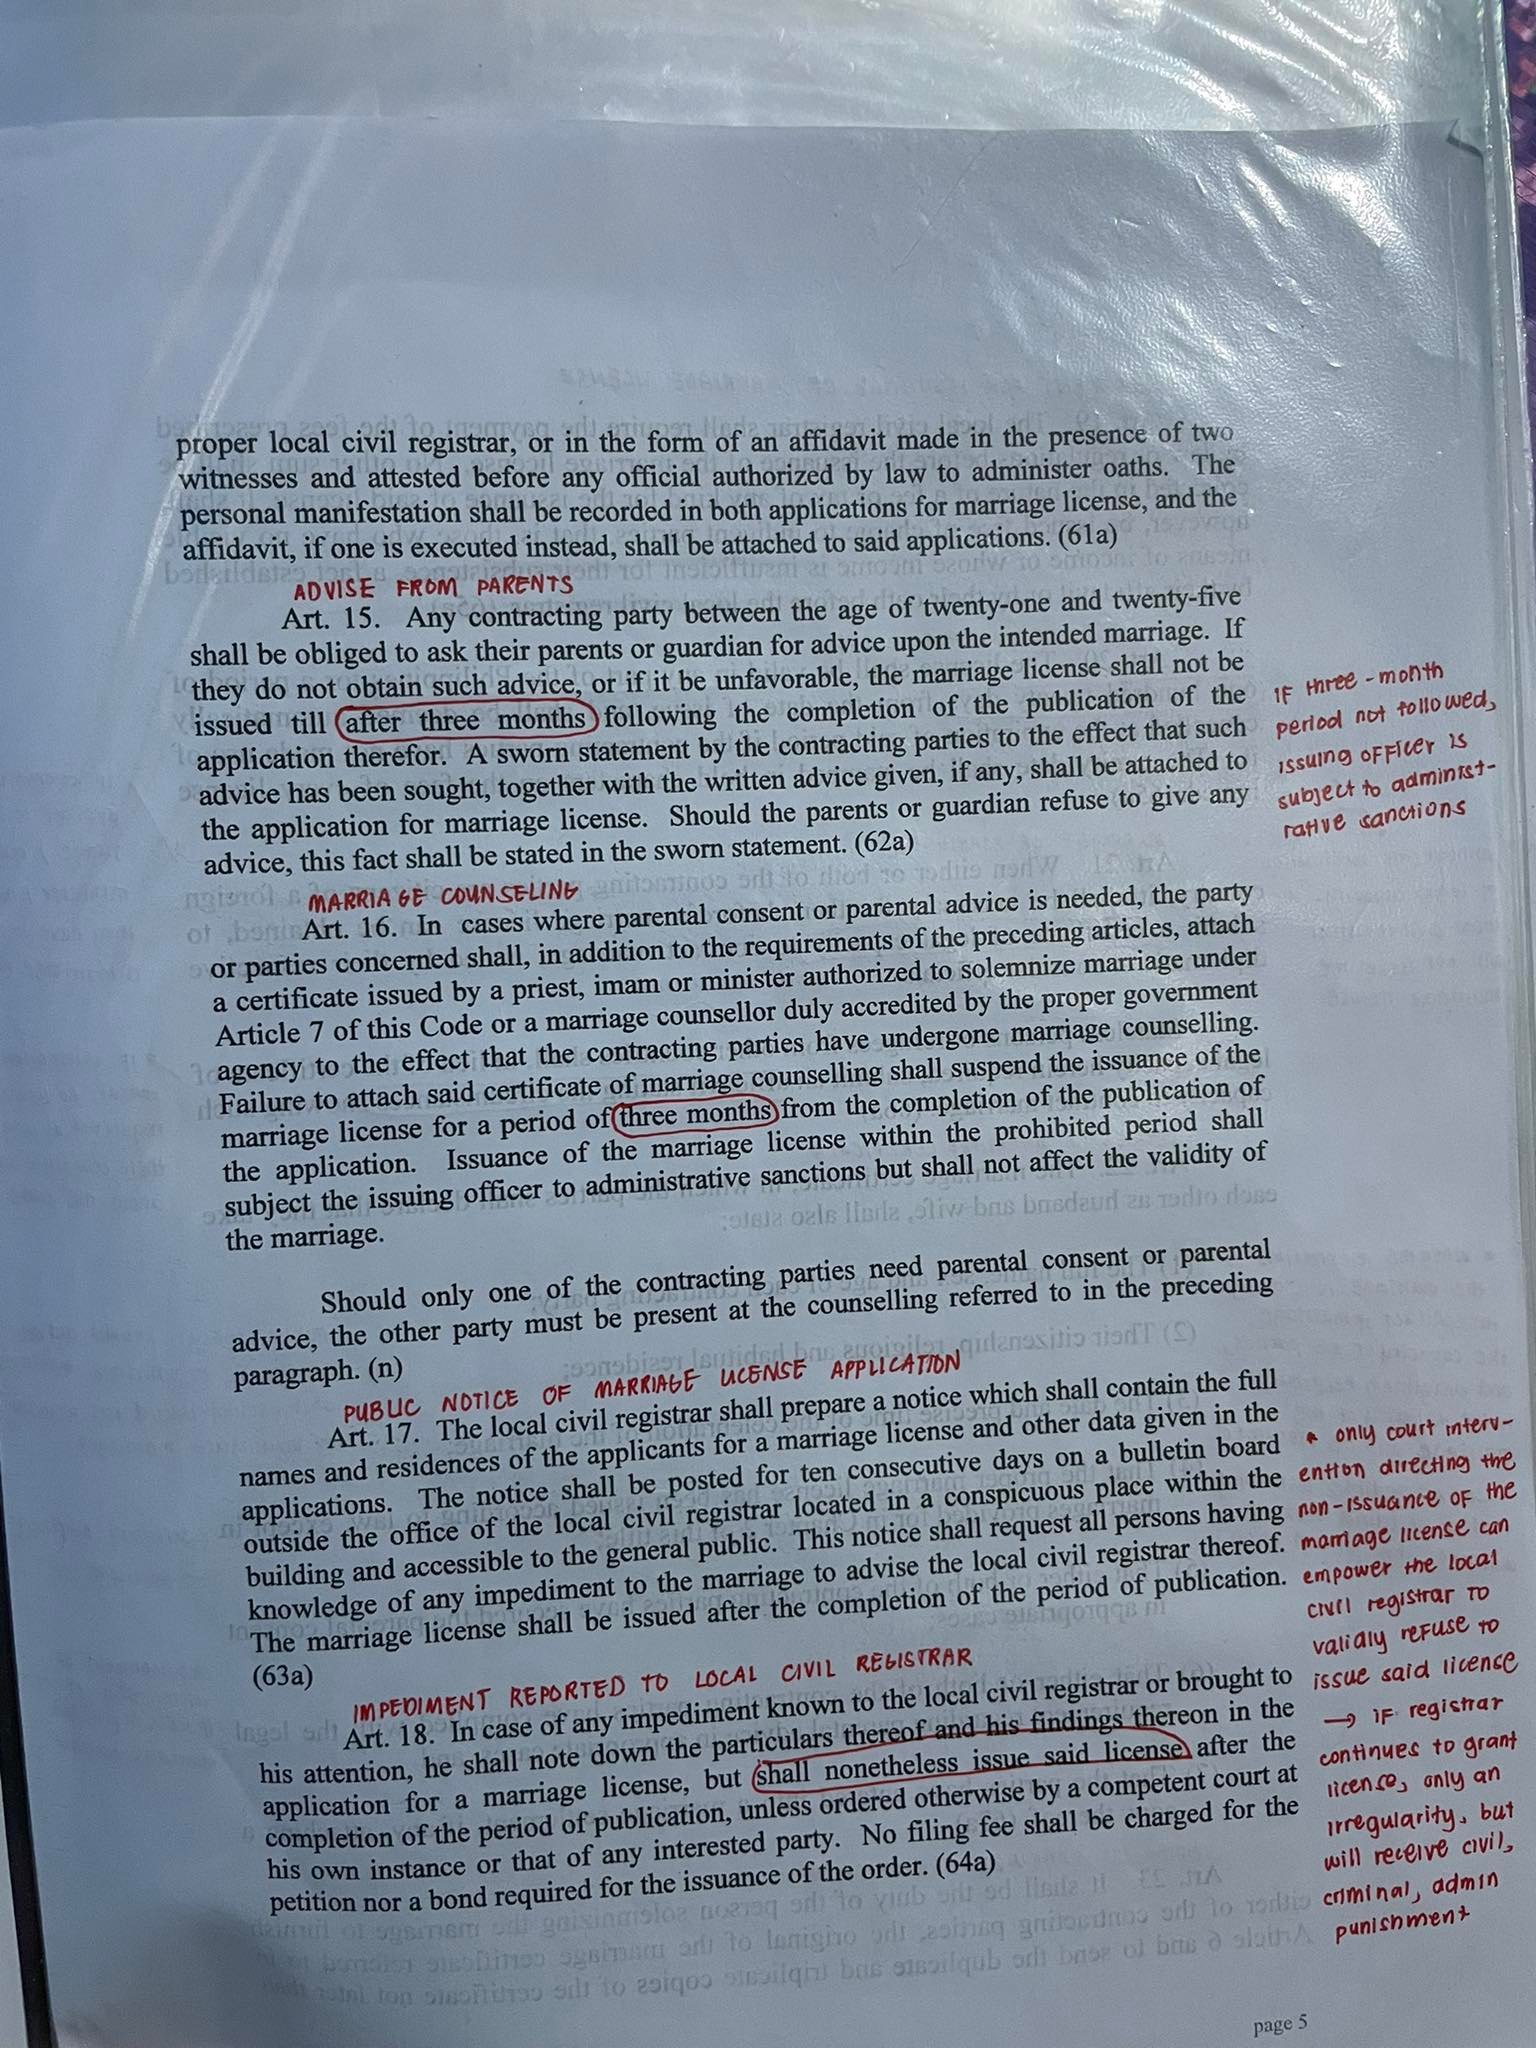 proper local civil registrar, or in the form of an affidavit made in the presence of two
witnesses and attested before any official authorized by law to administer oaths. The
personal manifestation shall be recorded in both applications for marriage license, and the
affidavit, if one is executed instead, shall be attached to said applications. (61a)
ADVISE FROM PARENTS
Art. 15. Any contracting party between the age of twenty-one and twenty-five
shall be obliged to ask their parents or guardian for advice upon the intended marriage. If
they do not obtain such advice, or if it be unfavorable, the marriage license shall not be
issued till after three months following the completion of the publication of the
application therefor. A sworn statement by the contracting parties to the effect that such
advice has been sought, together with the written advice given, if any, shall be attached to
the application for marriage license. Should the parents or guardian refuse to give any
advice, this fact shall be stated in the sworn statement. (62a)
IF three-month
period not followed,
issuing officer is
subject to administ-
rative sanctions
MARRIAGE COUNSELING
Art. 16. In cases where parental consent or parental advice is needed, the party
or parties concerned shall, in addition to the requirements of the preceding articles, attach
a certificate issued by a priest, imam or minister authorized to solemnize marriage under
Article 7 of this Code or a marriage counsellor duly accredited by the proper government
agency to the effect that the contracting parties have undergone marriage counselling.
Failure to attach said certificate of marriage counselling shall suspend the issuance of the
marriage license for a period of three months from the completion of the publication of
the application. Issuance of the marriage license within the prohibited period shall
subject the issuing officer to administrative sanctions but shall not affect the validity of
the marriage.
Should only one of the contracting parties need parental consent or parental
advice, the other party must be present at the counselling referred to in the preceding
paragraph. (n)
PUBLIC NOTICE OF MARRIAGE LICENSE APPLICATION
Art. 17. The local civil registrar shall prepare a notice which shall contain the full
names and residences of the applicants for a marriage license and other data given in the
applications. The notice shall be posted for ten consecutive days on a bulletin board
outside the office of the local civil registrar located in a conspicuous place within the
building and accessible to the general public. This notice shall request all persons having
knowledge of any impediment to the marriage to advise the local civil registrar thereof.
The marriage license shall be issued after the completion of the period of publication.
(63a)
IMPEDIMENT REPORTED TO LOCAL CIVIL REGISTRAR
Art. 18. In case of any impediment known to the local civil registrar or brought to
his attention, he shall note down the particulars thereof and his findings thereon in the
application for a marriage license, but shall nonetheless issue said license after the
completion of the period of publication, unless ordered otherwise by a competent court at
his own instance or that of any interested party. No filing fee shall be charged for the
petition nor a bond required for the issuance of the order. (64a)
* only court interv-
ention directing the
non-issuance of the
marriage license can
empower the local
civil registrar to
validly refuse to
issue said license
→ if registrar
continues to grant
license, only an
irregularity, but
will receive civil,
criminal, admin
punishment
page 5